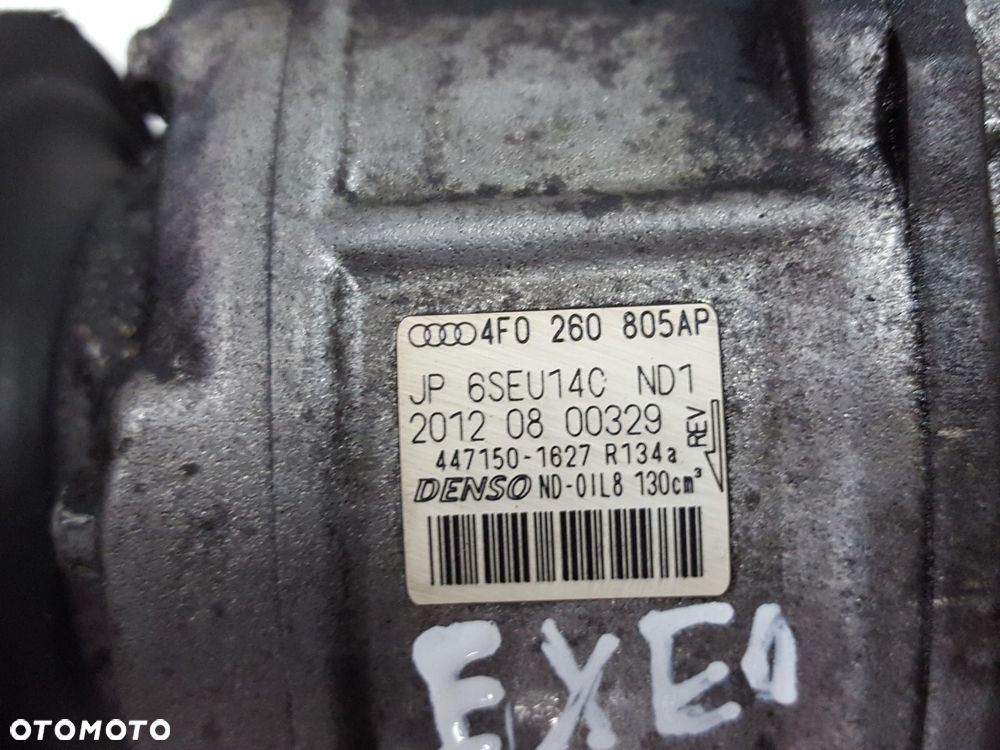 4F0 260 805AP
JP 6SEU14C ND1
2012 08 00329
REV
447150-1627 R134a
DENSO ND-OIL8 130cm³
EXEO
OTOMOTO